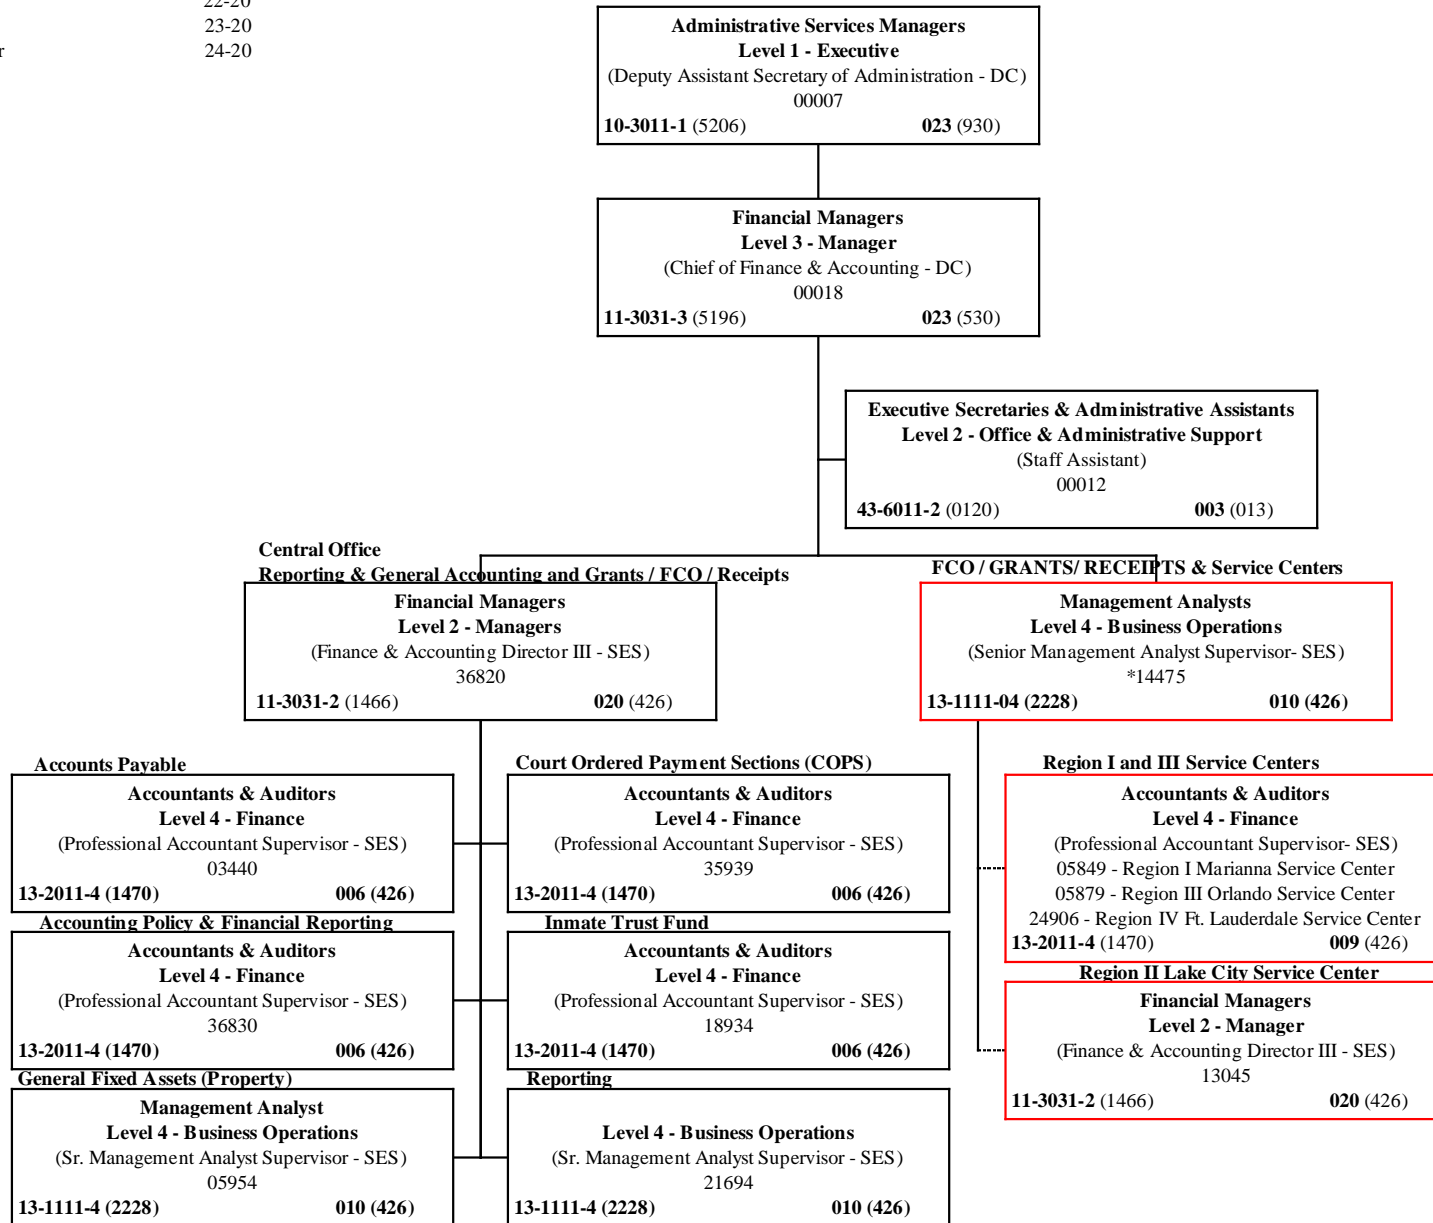 22-20
23-20
r 24-20
Administrative Services Managers
Level 1 - Executive
(Deputy Assistant Secretary of Administration - DC)
00007
10-3011-1 (5206) 023 (930)
Financial Managers
Level 3 - Manager
(Chief of Finance & Accounting - DC)
00018
11-3031-3 (5196) 023 (530)
Executive Secretaries & Administrative Assistants
Level 2 - Office & Administrative Support
(Staff Assistant)
00012
43-6011-2 (0120) 003 (013)
Central Office
Reporting & General Accounting and Grants / FCO / Receipts
Financial Managers
Level 2 - Managers
(Finance & Accounting Director III - SES)
36820
11-3031-2 (1466) 020 (426)
FCO / GRANTS/ RECEIPTS & Service Centers
Management Analysts
Level 4 - Business Operations
(Senior Management Analyst Supervisor- SES)
*14475
13-1111-04 (2228) 010 (426)
Accounts Payable
Accountants & Auditors
Level 4 - Finance
(Professional Accountant Supervisor - SES)
03440
13-2011-4 (1470) 006 (426)
Court Ordered Payment Sections (COPS)
Accountants & Auditors
Level 4 - Finance
(Professional Accountant Supervisor - SES)
35939
13-2011-4 (1470) 006 (426)
Region I and III Service Centers
Accountants & Auditors
Level 4 - Finance
(Professional Accountant Supervisor- SES)
05849 - Region I Marianna Service Center
05879 - Region III Orlando Service Center
24906 - Region IV Ft. Lauderdale Service Center
13-2011-4 (1470) 009 (426)
Accounting Policy & Financial Reporting
Accountants & Auditors
Level 4 - Finance
(Professional Accountant Supervisor - SES)
36830
13-2011-4 (1470) 006 (426)
Inmate Trust Fund
Accountants & Auditors
Level 4 - Finance
(Professional Accountant Supervisor - SES)
18934
13-2011-4 (1470) 006 (426)
Region II Lake City Service Center
Financial Managers
Level 2 - Manager
(Finance & Accounting Director III - SES)
13045
11-3031-2 (1466) 020 (426)
General Fixed Assets (Property)
Management Analyst
Level 4 - Business Operations
(Sr. Management Analyst Supervisor - SES)
05954
13-1111-4 (2228) 010 (426)
Reporting
Level 4 - Business Operations
(Sr. Management Analyst Supervisor - SES)
21694
13-1111-4 (2228) 010 (426)